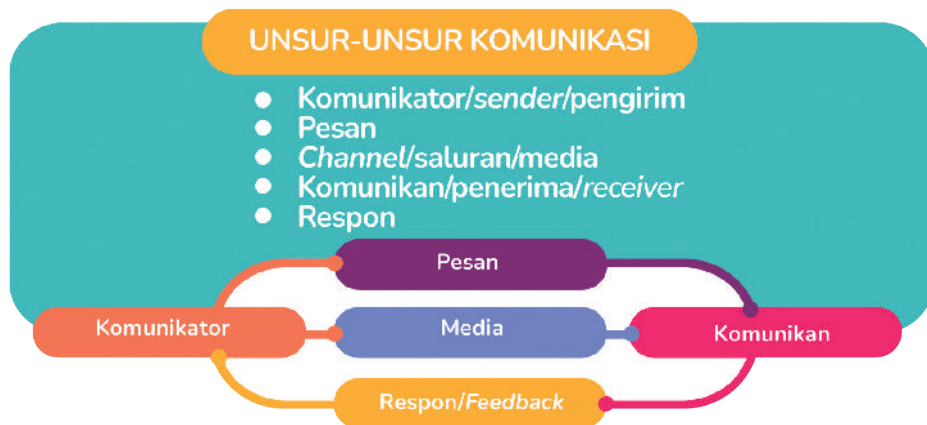 UNSUR-UNSUR KOMUNIKASI
Komunikator/sender/pengirim
Pesan
Channel/saluran/media
Komunikan/penerima/receiver
Respon
Pesan
Komunikator
Media
Komunikan
Respon/Feedback